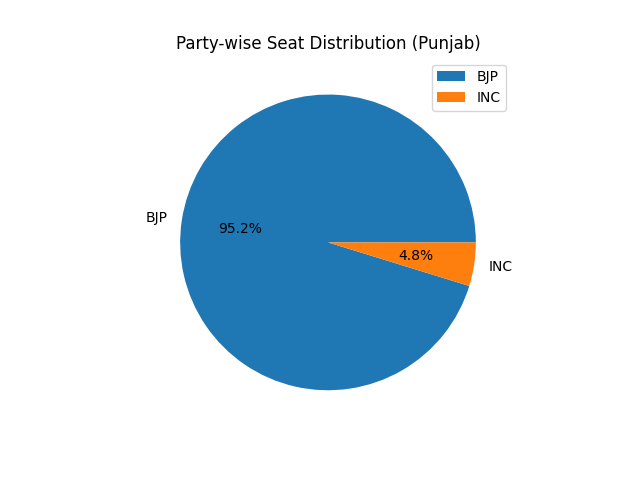 Party-wise Seat Distribution (Punjab)
BJP
INC
BJP
95.2%
4.8%
INC